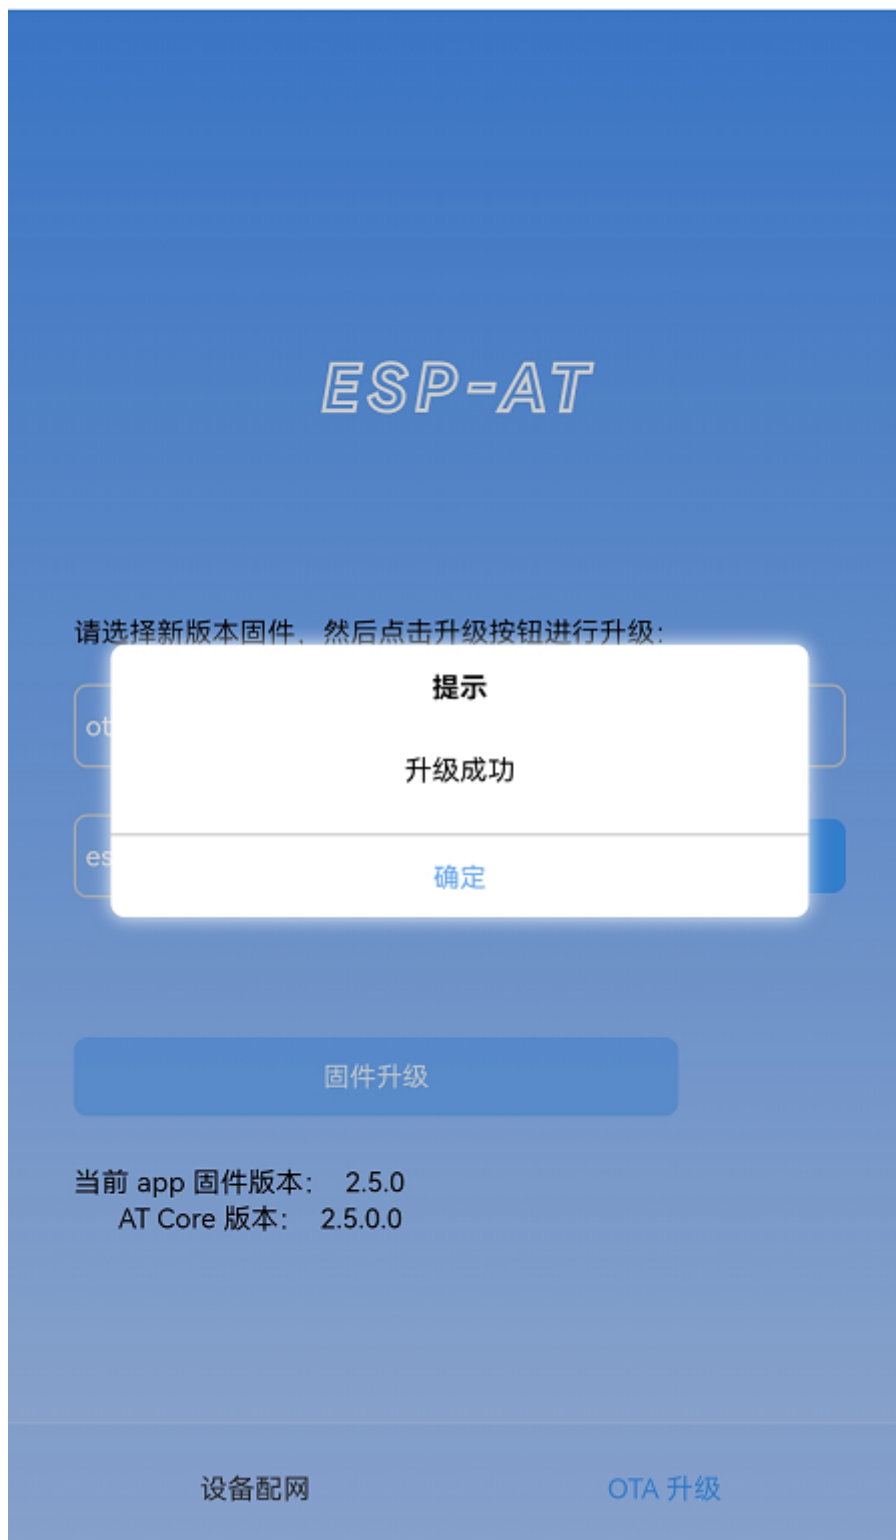 ESP-AT
请选择新版本固件，然后点击升级按钮进行升级：
提示
ot
升级成功
es
确定
固件升级
当前 app 固件版本： 2.5.0
AT Core 版本： 2.5.0.0
设备配网
OTA 升级